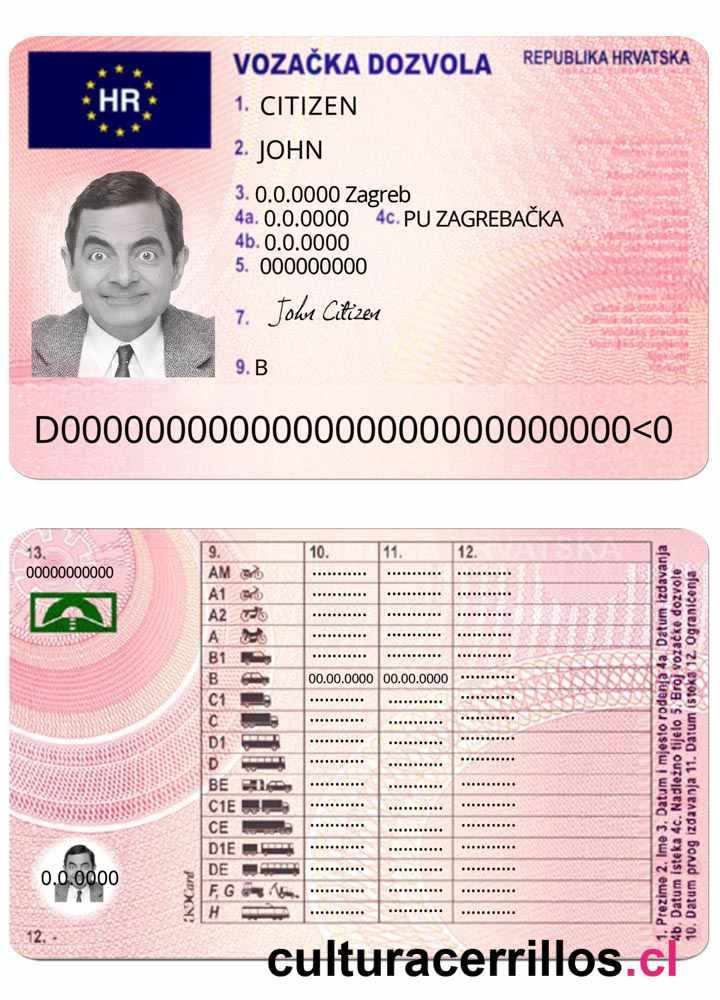 VOZAČKA DOZVOLA
REPUBLIKA HRVATSKA
HR
1. CITIZEN
2. JOHN
3. 0.0.0000 Zagreb
4a. 0.0.0000 4c. PU ZAGREBAČKA
4b. 0.0.0000
5. 000000000
7. John Citizen
9. B
D0000000000000000000000000000<0
13.
00000000000
9. 10. 11. 12.
AM
A1
A2
A
B1
B 00.00.0000 00.00.0000
C1
C
D1
D
BE
C1E
CE
D1E
DE
F, G
H
0.0.0000
12. -
1. Prezime 2. Ime 3. Datum i mjesto rođenja 4a. Datum izdavanja
4b. Datum isteka 4c. Nadležno tijelo 5. Broj vozačke dozvole
10. Datum prvog izdavanja 11. Datum isteka 12. Ograničenja
culturacerrillos.cl